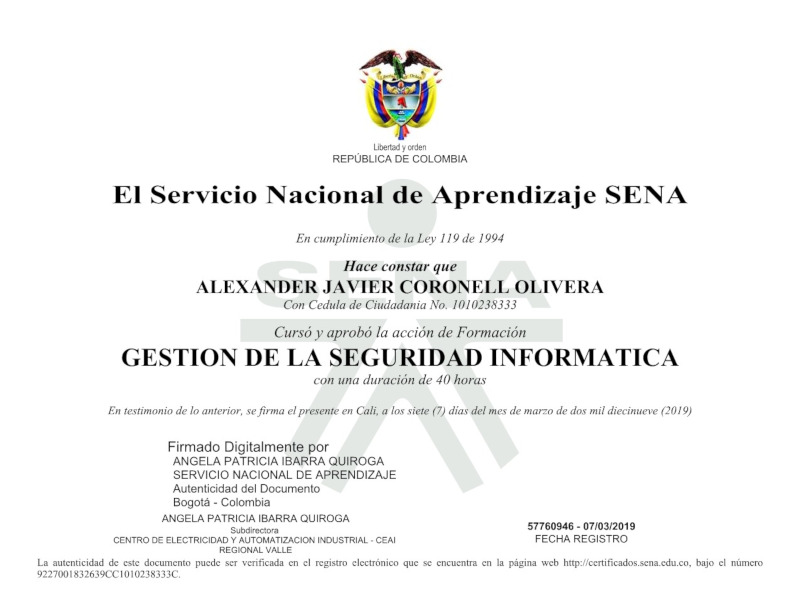 Libertad y orden
REPÚBLICA DE COLOMBIA
El Servicio Nacional de Aprendizaje SENA
En cumplimiento de la Ley 119 de 1994
SENA
Hace constar que
ALEXANDER JAVIER CORONELL OLIVERA
Con Cedula de Ciudadania No. 1010238333
Cursó y aprobó la acción de Formación
GESTION DE LA SEGURIDAD INFORMATICA
con una duración de 40 horas
En testimonio de lo anterior, se firma el presente en Cali, a los siete (7) días del mes de marzo de dos mil diecinueve (2019)
Firmado Digitalmente por
ANGELA PATRICIA IBARRA QUIROGA
SERVICIO NACIONAL DE APRENDIZAJE
Autenticidad del Documento
Bogotá - Colombia
ANGELA PATRICIA IBARRA QUIROGA
Subdirectora
CENTRO DE ELECTRICIDAD Y AUTOMATIZACION INDUSTRIAL - CEAI
REGIONAL VALLE
57760946 - 07/03/2019
FECHA REGISTRO
La autenticidad de este documento puede ser verificada en el registro electrónico que se encuentra en la página web http://certificados.sena.edu.co, bajo el número
9227001832639CC1010238333C.